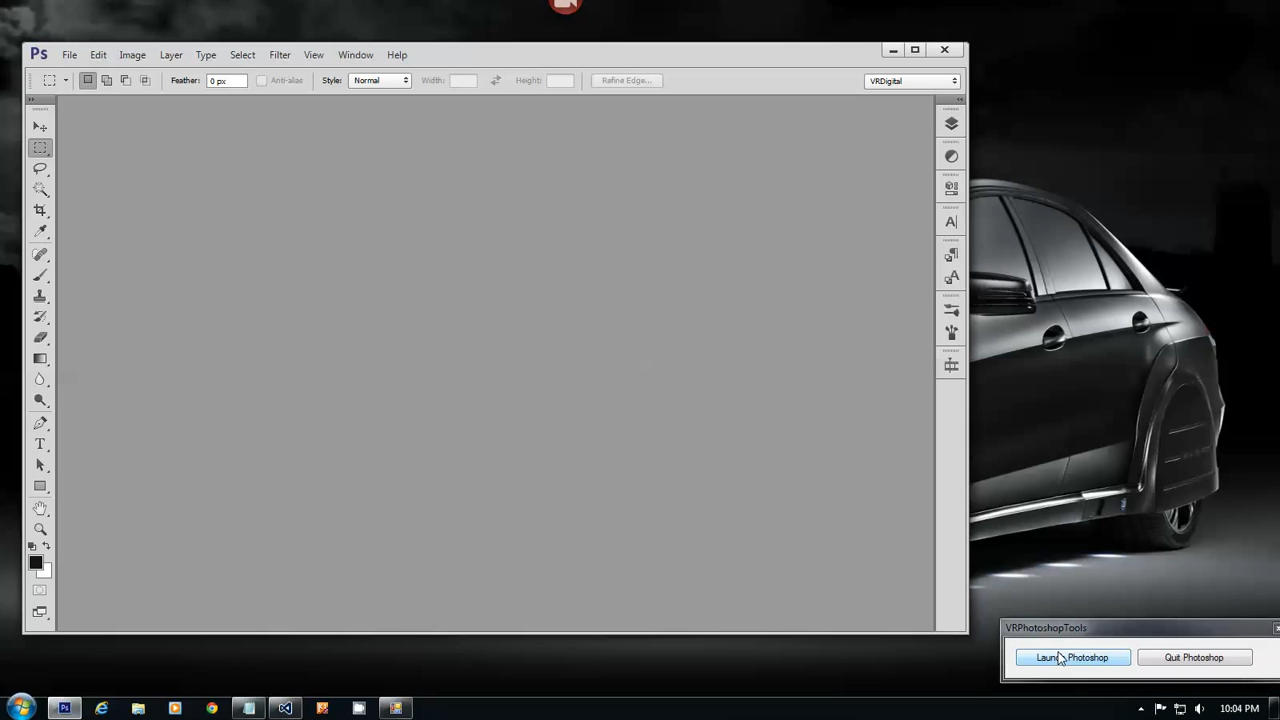 Ps File Edit Image Layer Type Select Filter View Window Help
Feather: 0 px Anti-alias Style: Normal Width: Height: Refine Edge... VRDigital
A|
T
VRPhotoshopTools
Photoshop Quit Photoshop
10:04 PM